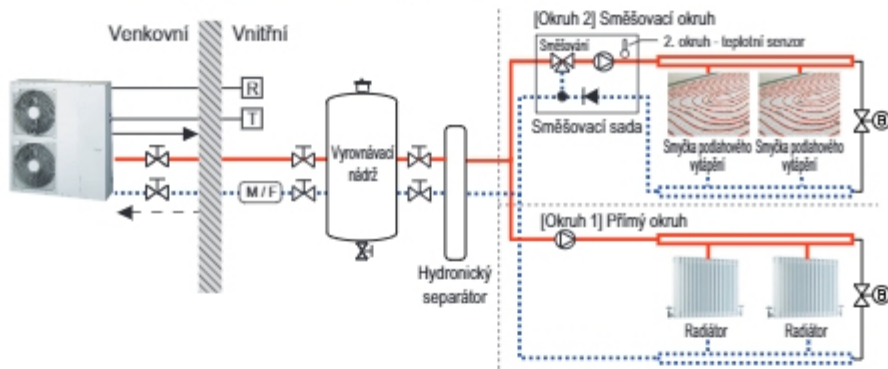 Venkovní
Vnitřní
R
T
M / F
Vyrovnávací
nádrž
Hydronický
separátor
[Okruh 2] Směšovací okruh
Směšování
2. okruh - teplotní senzor
Směšovací sada
Smyčka podlahového
vytápění
Smyčka podlahového
vytápění
[Okruh 1] Přímý okruh
Radiátor
Radiátor